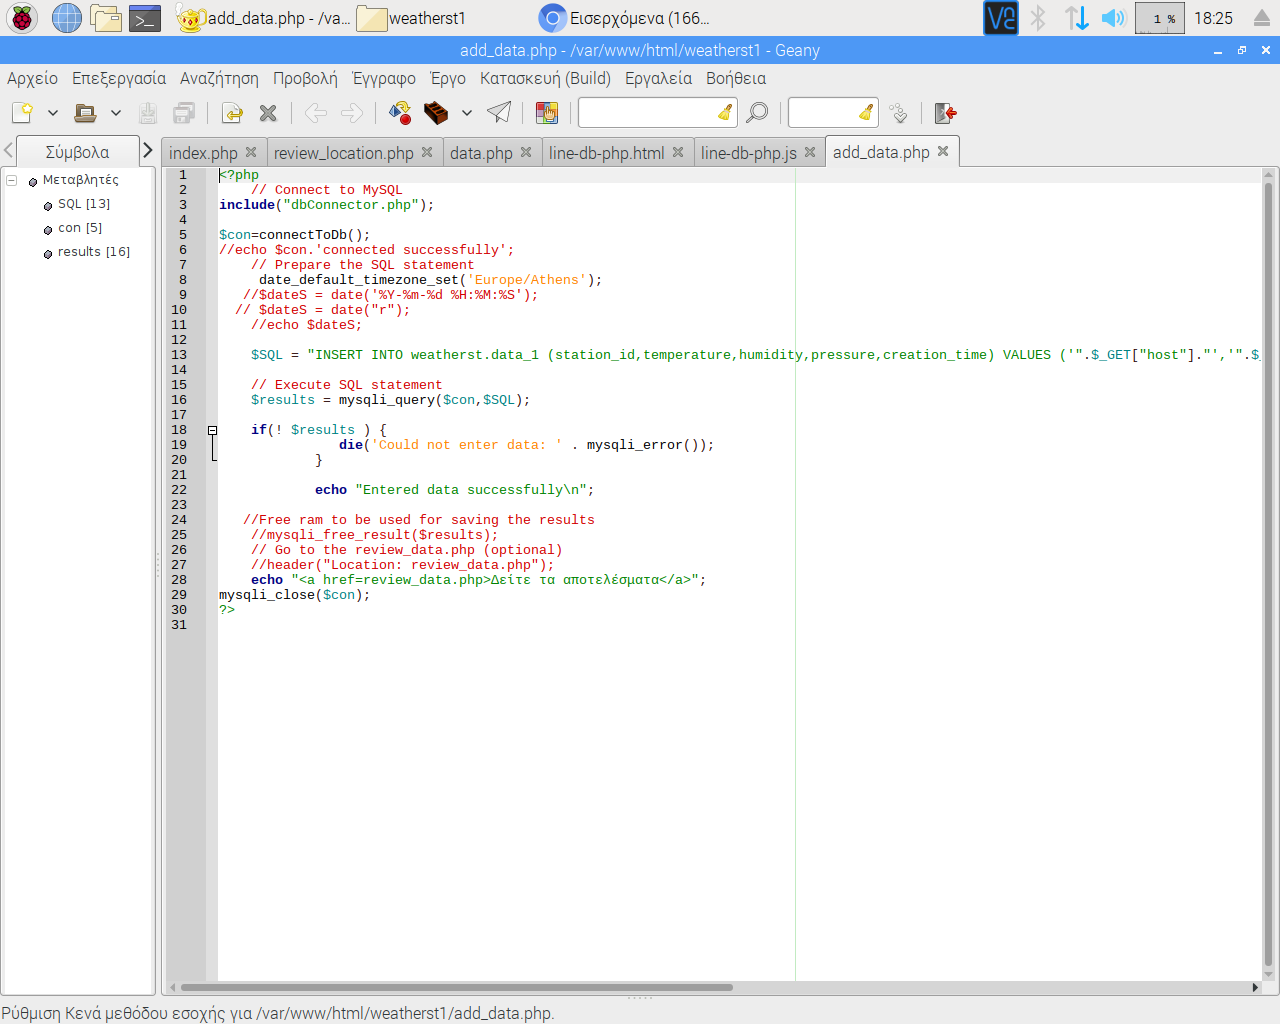 add_data.php - /va... weatherst1 Εισερχόμενα (166... 1 % 18:25
add_data.php - /var/www/html/weatherst1 - Geany
Αρχείο Επεξεργασία Αναζήτηση Προβολή Έγγραφο Έργο Κατασκευή (Build) Εργαλεία Βοήθεια
Σύμβολα index.php review_location.php data.php line-db-php.html line-db-php.js add_data.php
Μεταβλητές
SQL [13]
con [5]
results [16]
1 <?php
2 // Connect to MySQL
3 include("dbConnector.php");
4
5 $con=connectToDb();
6 //echo $con.'connected successfully';
7 // Prepare the SQL statement
8 date_default_timezone_set('Europe/Athens');
9 //$dateS = date('%Y-%m-%d %H:%M:%S');
10 // $dateS = date("r");
11 //echo $dateS;
12
13 $SQL = "INSERT INTO weatherst.data_1 (station_id,temperature,humidity,pressure,creation_time) VALUES ('".$_GET["host"]."','".$_
14
15 // Execute SQL statement
16 $results = mysqli_query($con,$SQL);
17
18 if(! $results ) {
19 die('Could not enter data: ' . mysqli_error());
20 }
21
22 echo "Entered data successfully\n";
23
24 //Free ram to be used for saving the results
25 //mysqli_free_result($results);
26 // Go to the review_data.php (optional)
27 //header("Location: review_data.php");
28 echo "<a href=review_data.php>Δείτε τα αποτελέσματα</a>";
29 mysqli_close($con);
30 ?>
31
Ρύθμιση Κενά μεθόδου εσοχής για /var/www/html/weatherst1/add_data.php.